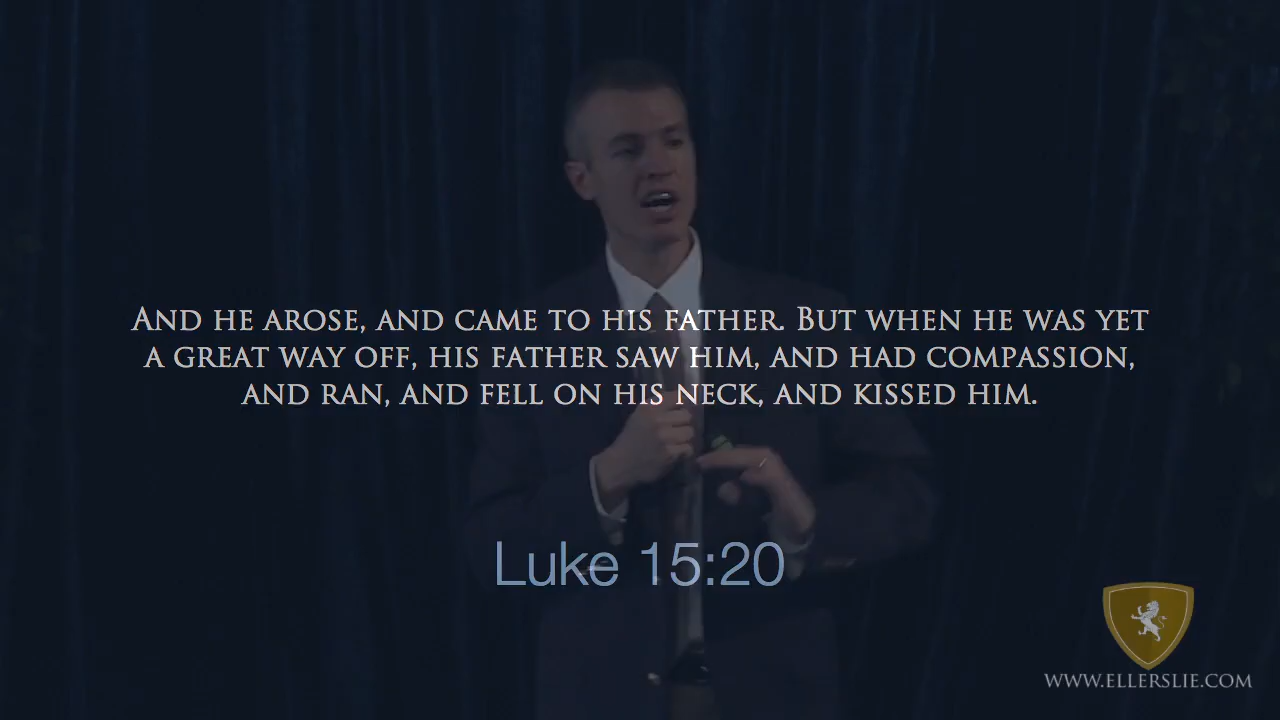 And he arose, and came to his father. But when he was yet
a great way off, his father saw him, and had compassion,
and ran, and fell on his neck, and kissed him.
Luke 15:20
www.ellerslie.com